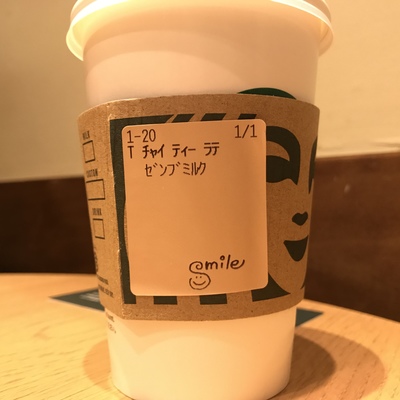 1-20 1/1
T ﾁｬｲ ﾃｨｰ ﾗﾃ
ｾﾞﾝﾌﾞﾐﾙｸ
Smile